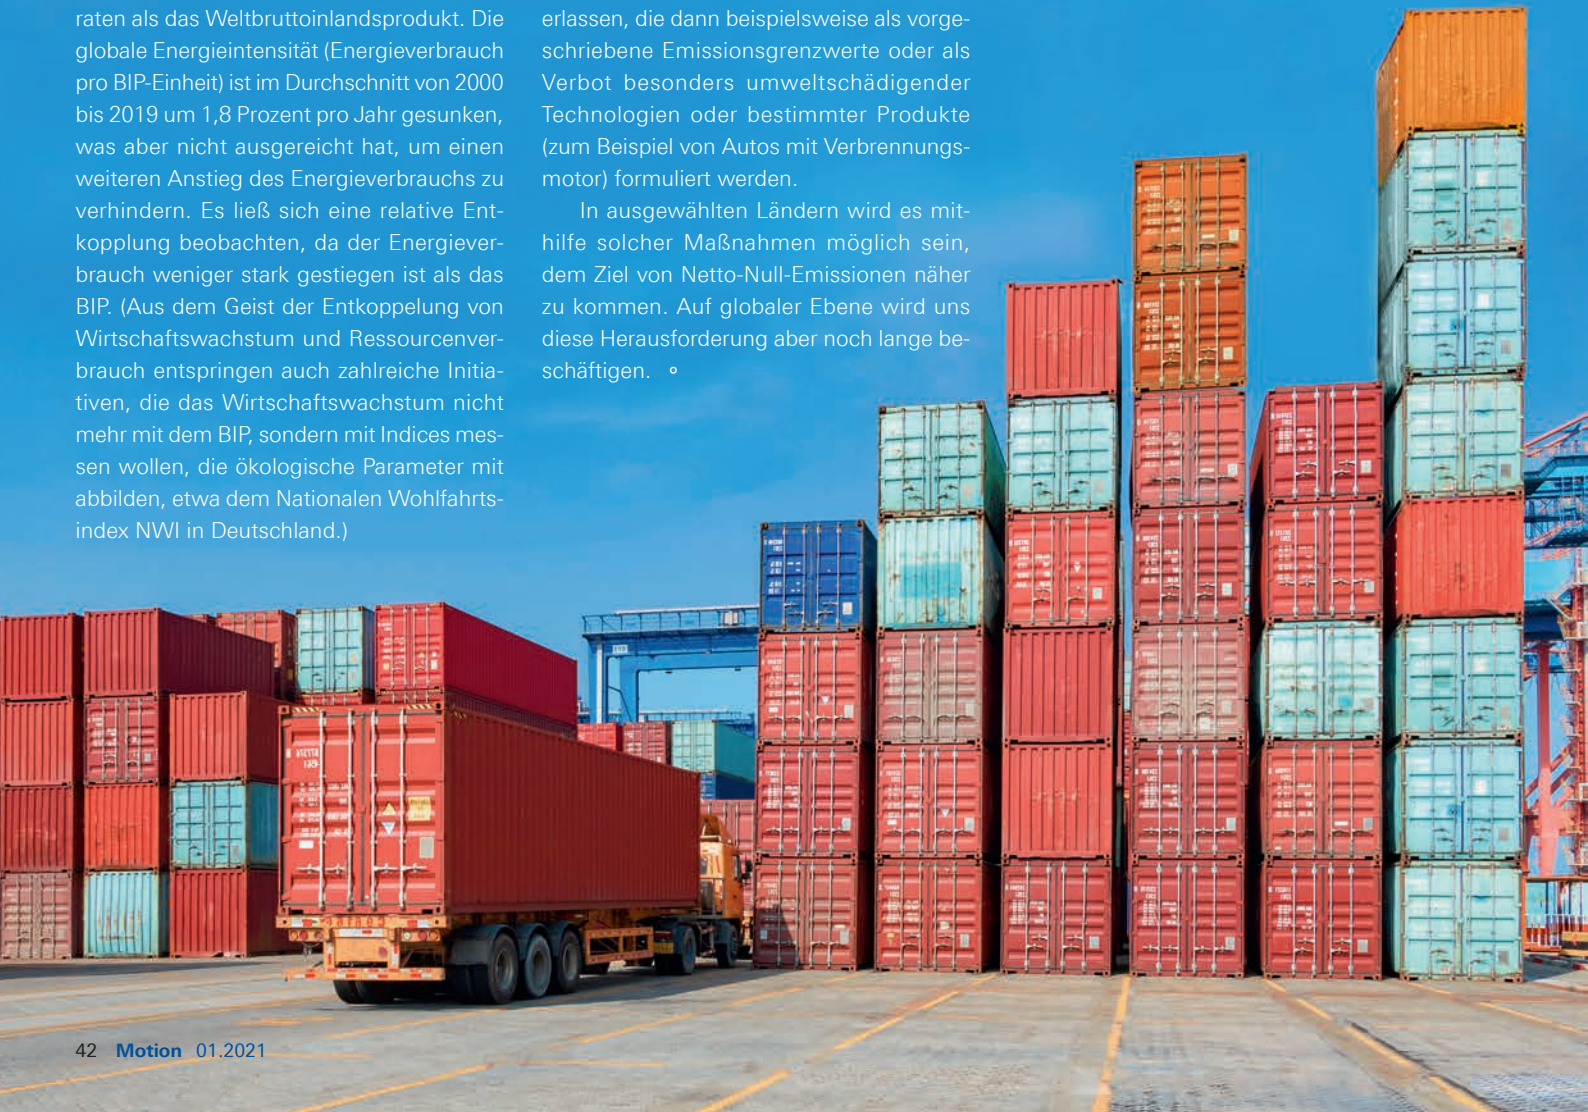 raten als das Weltbruttoinlandsprodukt. Die
globale Energieintensität (Energieverbrauch
pro BIP-Einheit) ist im Durchschnitt von 2000
bis 2019 um 1,8 Prozent pro Jahr gesunken,
was aber nicht ausgereicht hat, um einen
weiteren Anstieg des Energieverbrauchs zu
verhindern. Es ließ sich eine relative Ent-
kopplung beobachten, da der Energiever-
brauch weniger stark gestiegen ist als das
BIP. (Aus dem Geist der Entkoppelung von
Wirtschaftswachstum und Ressourcenver-
brauch entspringen auch zahlreiche Initia-
tiven, die das Wirtschaftswachstum nicht
mehr mit dem BIP, sondern mit Indices mes-
sen wollen, die ökologische Parameter mit
abbilden, etwa dem Nationalen Wohlfahrts-
index NWI in Deutschland.)
erlassen, die dann beispielsweise als vorge-
schriebene Emissionsgrenzwerte oder als
Verbot besonders umweltschädigender
Technologien oder bestimmter Produkte
(zum Beispiel von Autos mit Verbrennungs-
motor) formuliert werden.
In ausgewählten Ländern wird es mit-
hilfe solcher Maßnahmen möglich sein,
dem Ziel von Netto-Null-Emissionen näher
zu kommen. Auf globaler Ebene wird uns
diese Herausforderung aber noch lange be-
schäftigen.
42 Motion 01.2021